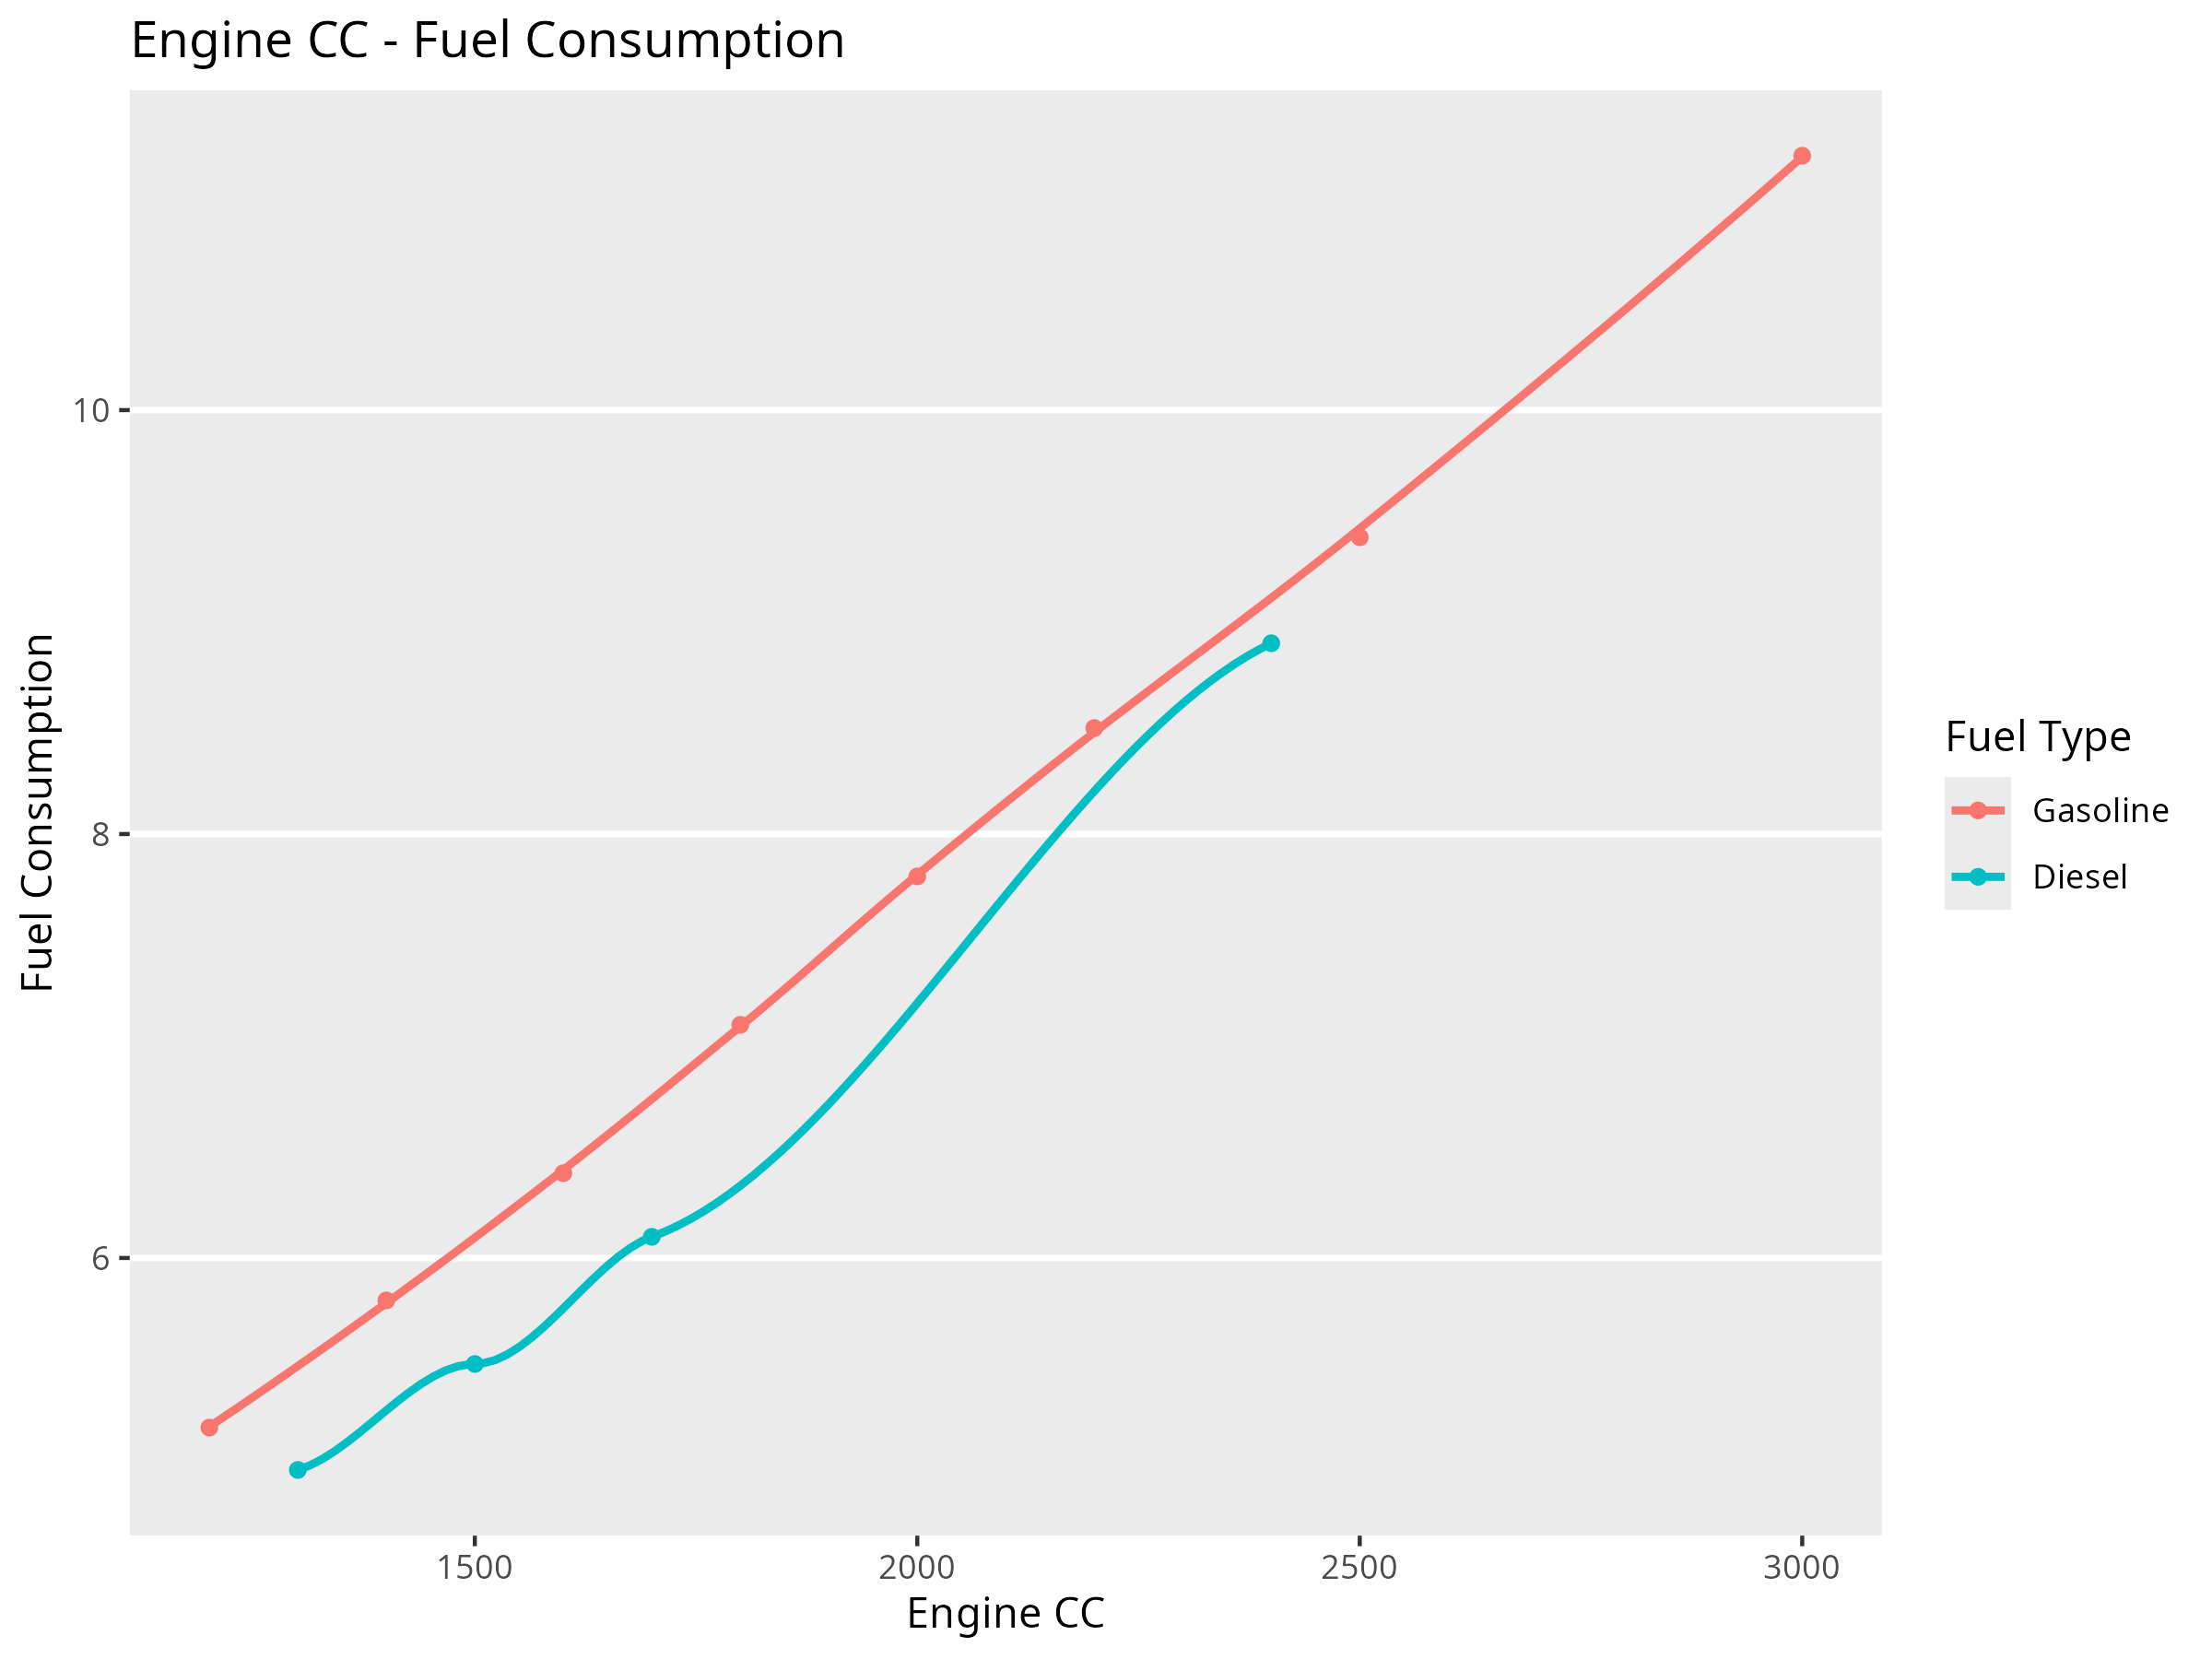 Engine CC - Fuel Consumption
Fuel Consumption
10
8
6
1500
2000
2500
3000
Engine CC
Fuel Type
Gasoline
Diesel